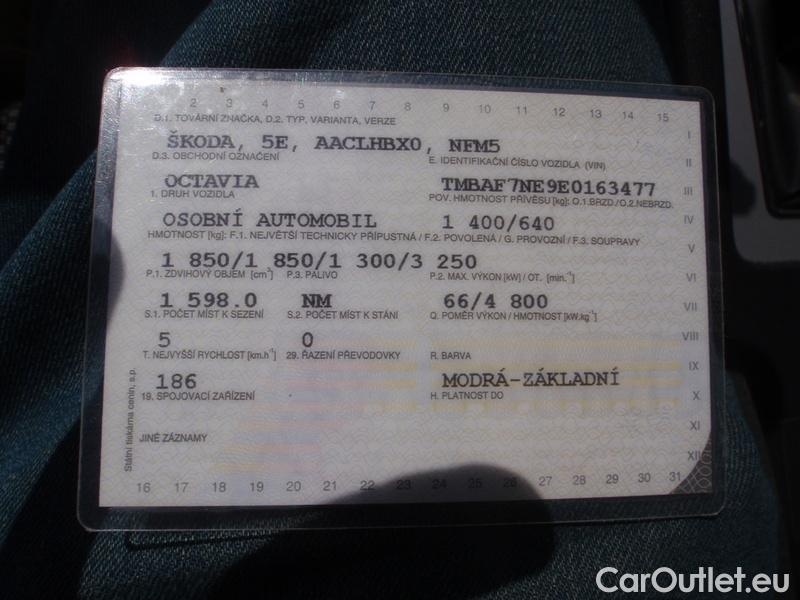 2 3 4 5 6 7 8 9 10 11 12 13 14 15
D.1. TOVÁRNÍ ZNAČKA, D.2. TYP, VARIANTA, VERZE
I
ŠKODA, 5E, AACLHBX0, NFM5
D.3. OBCHODNÍ OZNAČENÍ E. IDENTIFIKAČNÍ ČÍSLO VOZIDLA (VIN)
II
OCTAVIA TMBAF7NE9E0163477
III
1. DRUH VOZIDLA POV. HMOTNOST PŘÍVĚSU [kg]: O.1.BRZD./O.2.NEBRZD.
OSOBNÍ AUTOMOBIL 1 400/640
IV
HMOTNOST [kg]: F.1. NEJVĚTŠÍ TECHNICKY PŘÍPUSTNÁ / F.2. POVOLENÁ / G. PROVOZNÍ / F.3. SOUPRAVY
V
1 850/1 850/1 300/3 250
P.1. ZDVIHOVÝ OBJEM [cm³] P.3. PALIVO P.2. MAX. VÝKON [kW] / OT. [min.⁻¹]
VI
1 598.0 NM 66/4 800
VII
S.1. POČET MÍST K SEZENÍ S.2. POČET MÍST K STÁNÍ Q. POMĚR VÝKON / HMOTNOST [kW.kg⁻¹]
5 0
VIII
T. NEJVYŠŠÍ RYCHLOST [km.h⁻¹] 29. ŘAZENÍ PŘEVODOVKY R. BARVA
IX
186 MODRÁ-ZÁKLADNÍ
19. SPOJOVACÍ ZAŘÍZENÍ H. PLATNOST DO
X
XI
JINÉ ZÁZNAMY
XII
Státní tiskárna cenin, s.p.
16 17 18 19 20 21 22 23 24 25 26 27 28 29 30 31
CarOutlet.eu